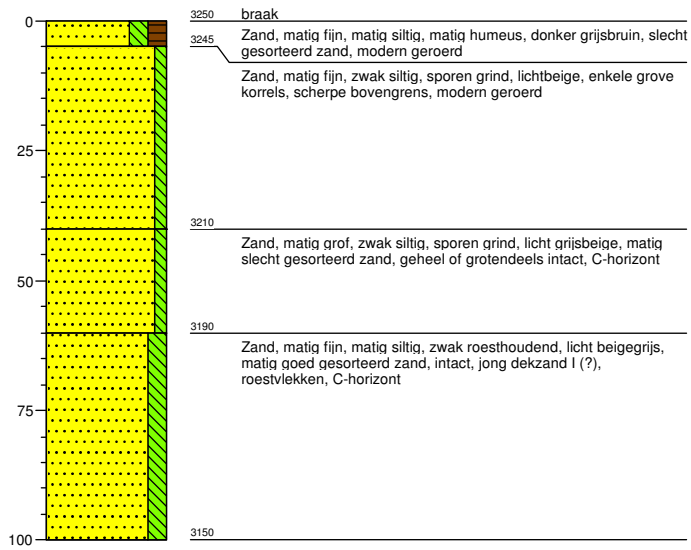 0
25
50
75
100
3250
braak
Zand, matig fijn, matig siltig, matig humeus, donker grijsbruin, slecht
gesorteerd zand, modern geroerd
3245
Zand, matig fijn, zwak siltig, sporen grind, lichtbeige, enkele grove
korrels, scherpe bovengrens, modern geroerd
3210
Zand, matig grof, zwak siltig, sporen grind, licht grijsbeige, matig
slecht gesorteerd zand, geheel of grotendeels intact, C-horizont
3190
Zand, matig fijn, matig siltig, zwak roesthoudend, licht beigegrijs,
matig goed gesorteerd zand, intact, jong dekzand I (?),
roestvlekken, C-horizont
3150